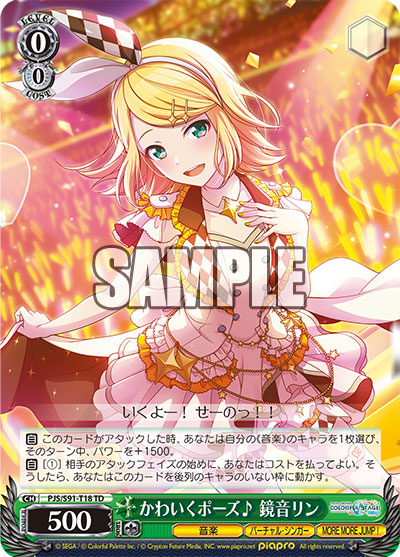 LEVEL
0
0
COST
SAMPLE
いくよー! せーのっ!!
自 このカードがアタックした時、あなたは自分の《音楽》のキャラを1枚選び、
そのターン中、パワーを+1500。
自 [(1)] 相手のアタックフェイズの始めに、あなたはコストを払ってよい。そう
したら、あなたはこのカードを後列のキャラのいない枠に動かす。
CH PJS/S91-T18 TD
かわいくポーズ♪ 鏡音リン
500
音楽
バーチャル・シンガー
MORE MORE JUMP!
© SEGA / © Colorful Palette Inc. / © Crypton Future Media, INC. www.piapro.net piapro